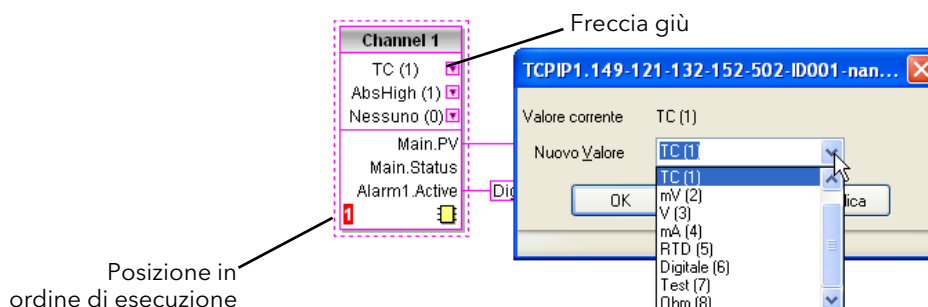 Freccia giù
Channel 1
TC (1)
AbsHigh (1)
Nessuno (0)
Main.PV
Main.Status
Alarm1.Active
1
Posizione in
ordine di esecuzione
TCPIP1.149-121-132-152-502-ID001-nan...
Valore corrente TC (1)
Nuovo Valore TC (1)
TC (1)
mV (2)
V (3)
mA (4)
RTD (5)
Digitale (6)
Test (7)
Ohm (8)
OK